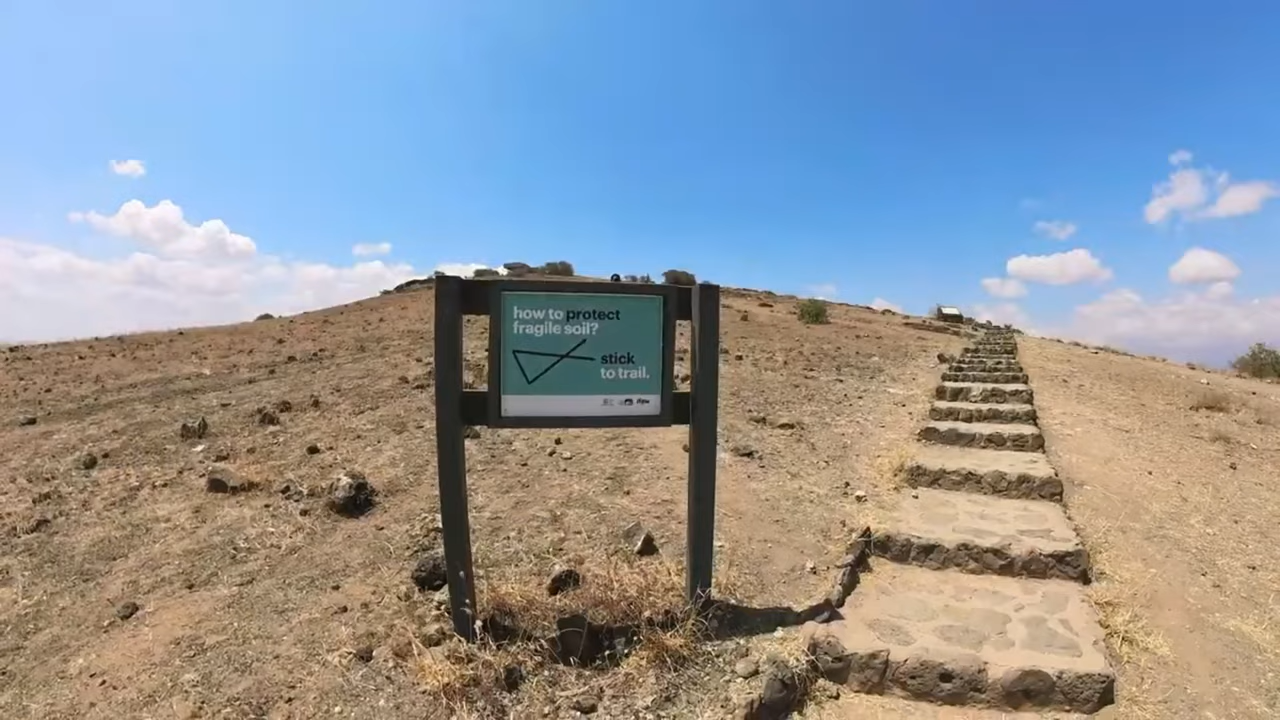 how to protect
fragile soil?
stick
to trail.